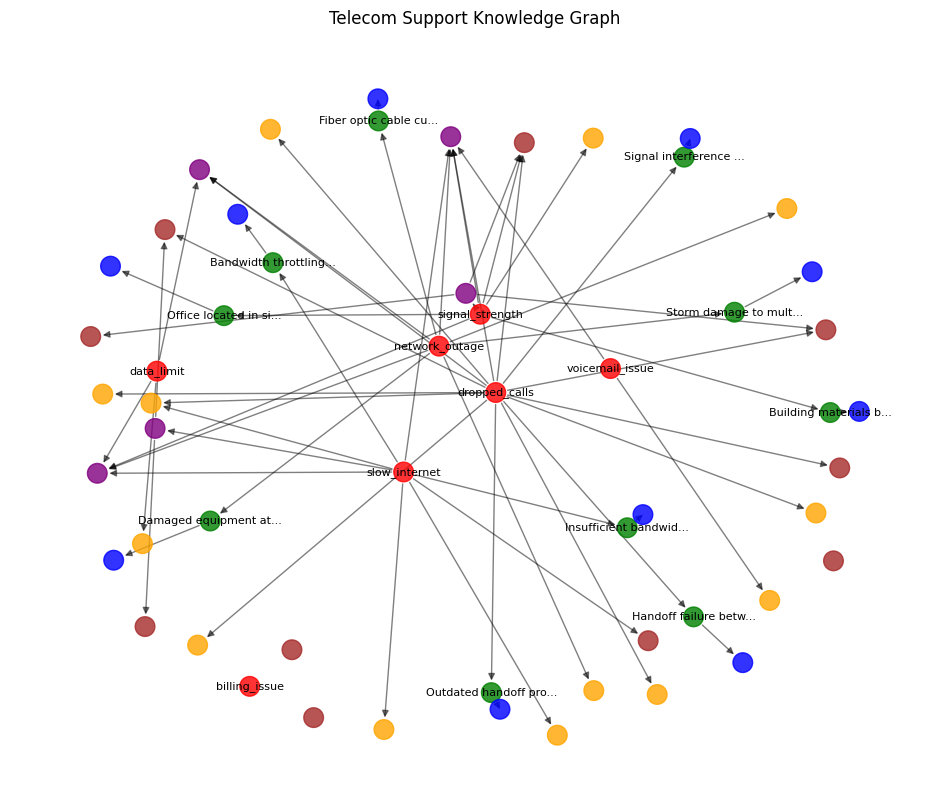 Telecom Support Knowledge Graph
Fiber optic cable cu...
Signal interference ...
Bandwidth throttling...
Office located in si...
signal_strength
Storm damage to mult...
network_outage
data_limit
voicemail_issue
dropped_calls
Building materials b...
slow_internet
Damaged equipment at...
Insufficient bandwid...
Handoff failure betw...
billing_issue
Outdated handoff pro...